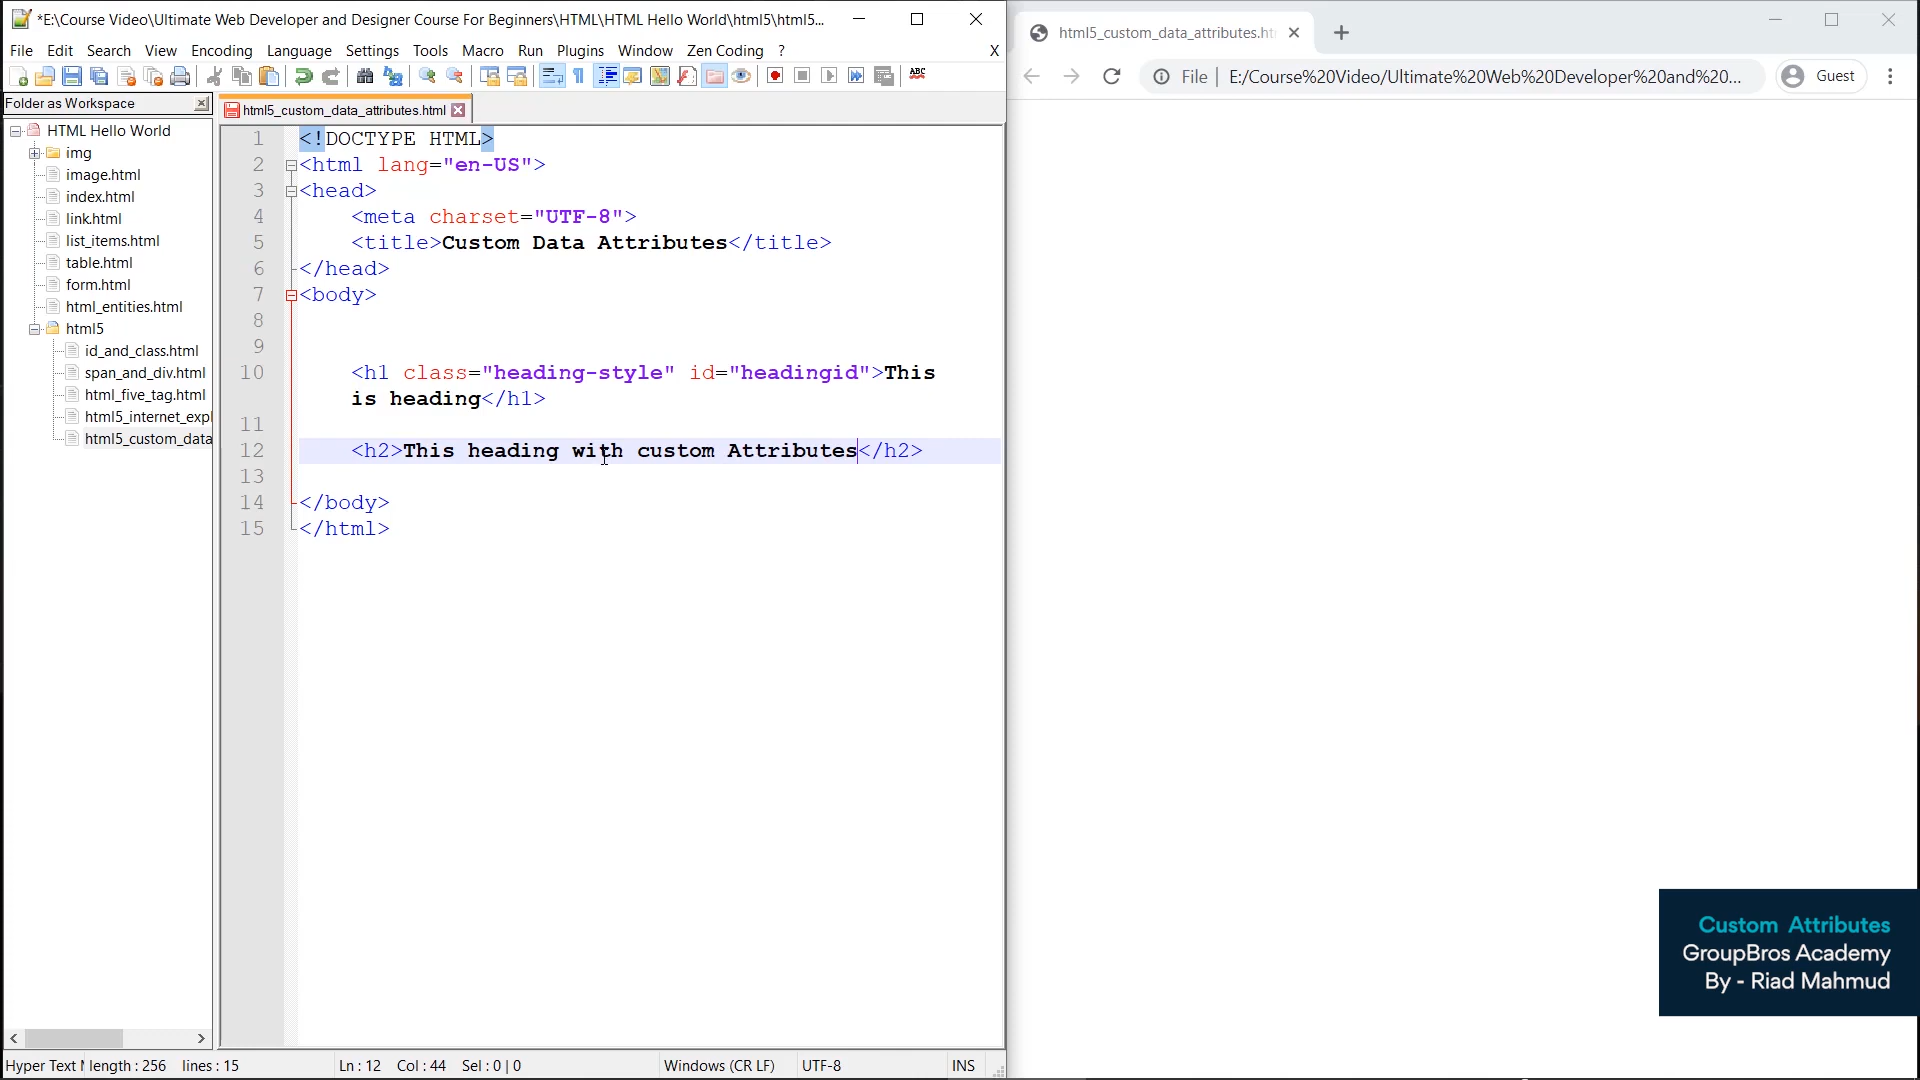 *E:\Course Video\Ultimate Web Developer and Designer Course For Beginners\HTML\HTML Hello World\html5\html5...
File Edit Search View Encoding Language Settings Tools Macro Run Plugins Window Zen Coding ? X
ABC
Folder as Workspace
HTML Hello World
img
image.html
index.html
link.html
list_items.html
table.html
form.html
html_entities.html
html5
id_and_class.html
span_and_div.html
html_five_tag.html
html5_internet_expl
html5_custom_data
html5_custom_data_attributes.html
1 <!DOCTYPE HTML>
2 <html lang="en-US">
3 <head>
4 <meta charset="UTF-8">
5 <title>Custom Data Attributes</title>
6 </head>
7 <body>
8
9
10 <h1 class="heading-style" id="headingid">This
is heading</h1>
11
12 <h2>This heading with custom Attributes</h2>
13
14 </body>
15 </html>
Hyper Text M length : 256 lines : 15 Ln : 12 Col : 44 Sel : 0 | 0 Windows (CR LF) UTF-8 INS
html5_custom_data_attributes.ht
File | E:/Course%20Video/Ultimate%20Web%20Developer%20and%20... Guest
Custom Attributes
GroupBros Academy
By - Riad Mahmud